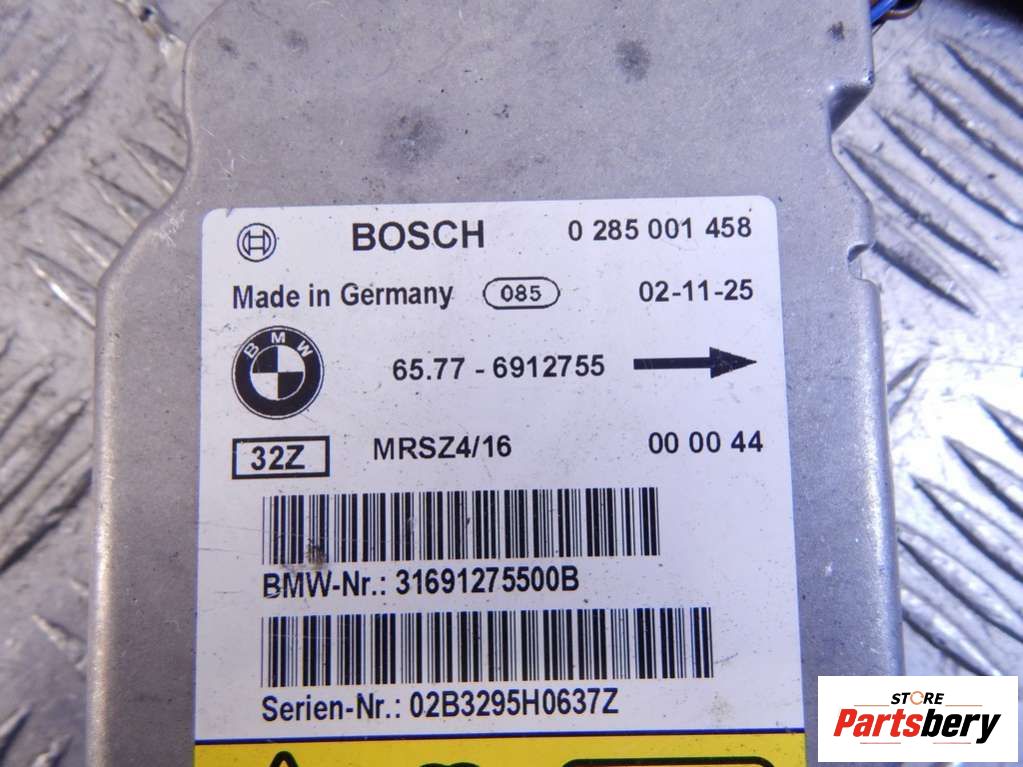 BOSCH 0 285 001 458
Made in Germany 085 02-11-25
BMW 65.77 - 6912755
32Z MRSZ4/16 00 00 44
BMW-Nr.: 31691275500B
Serien-Nr.: 02B3295H0637Z
STORE
Partsbery